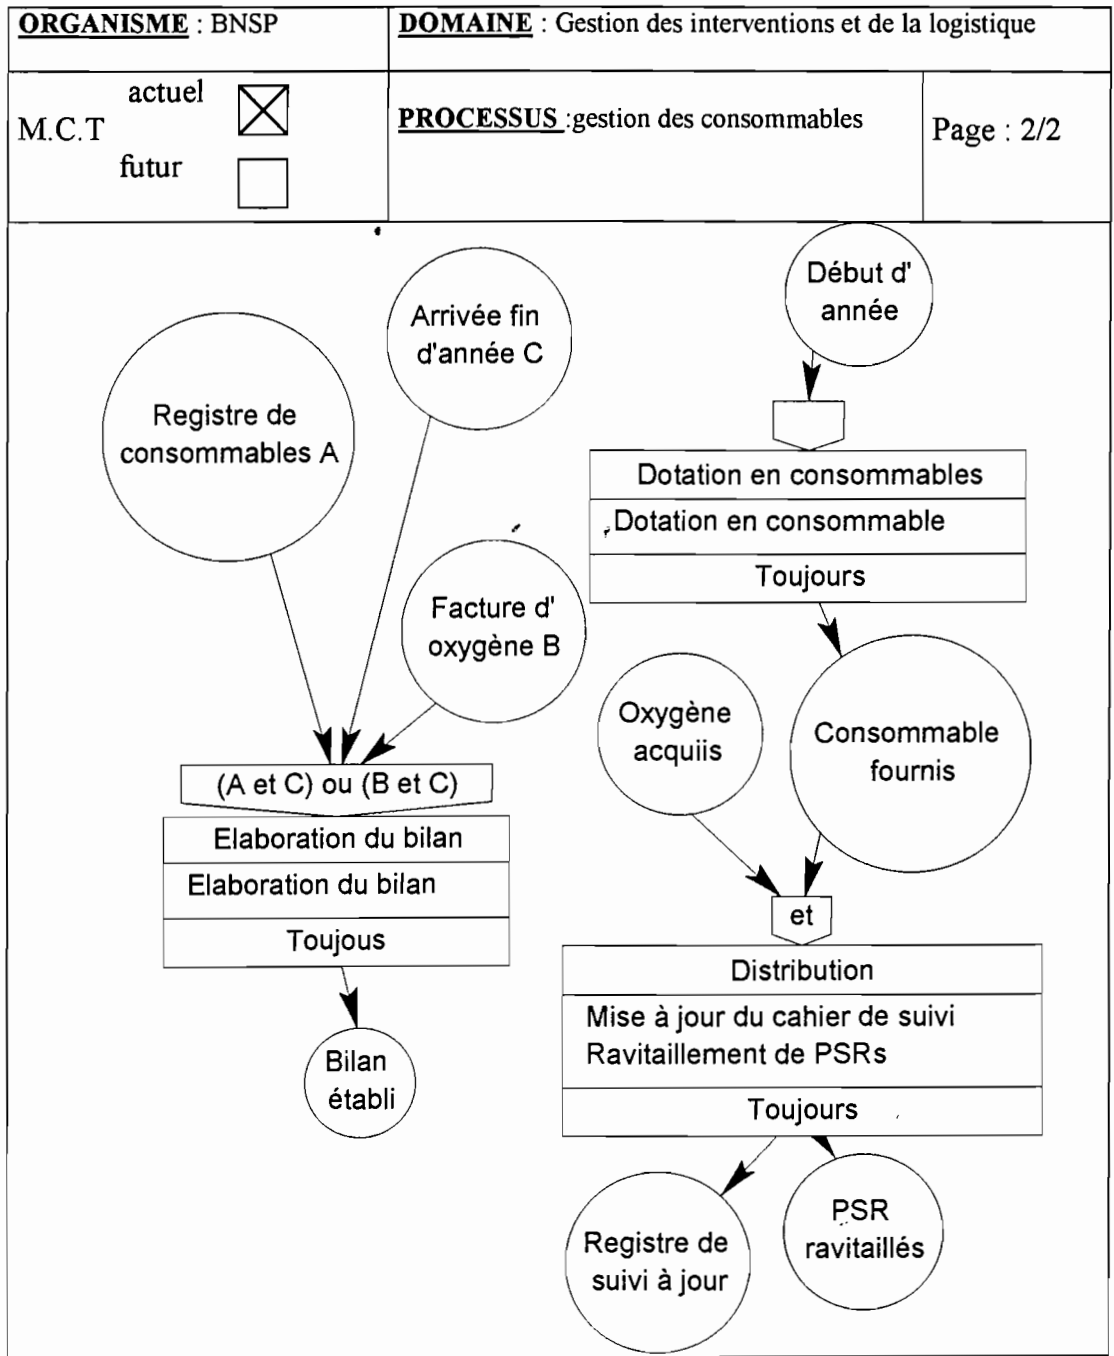 ORGANISME : BNSP
DOMAINE : Gestion des interventions et de la logistique
actuel
M.C.T
futur
PROCESSUS :gestion des consommables
Page : 2/2
Arrivée fin
d'année C
Registre de
consommables A
Facture d'
oxygène B
(A et C) ou (B et C)
Elaboration du bilan
Elaboration du bilan
Toujous
Bilan
établi
Début d'
année
Dotation en consommables
Dotation en consommable
Toujours
Oxygène
acquiis
Consommable
fournis
et
Distribution
Mise à jour du cahier de suivi
Ravitaillement de PSRs
Toujours
Registre de
suivi à jour
PSR
ravitaillés